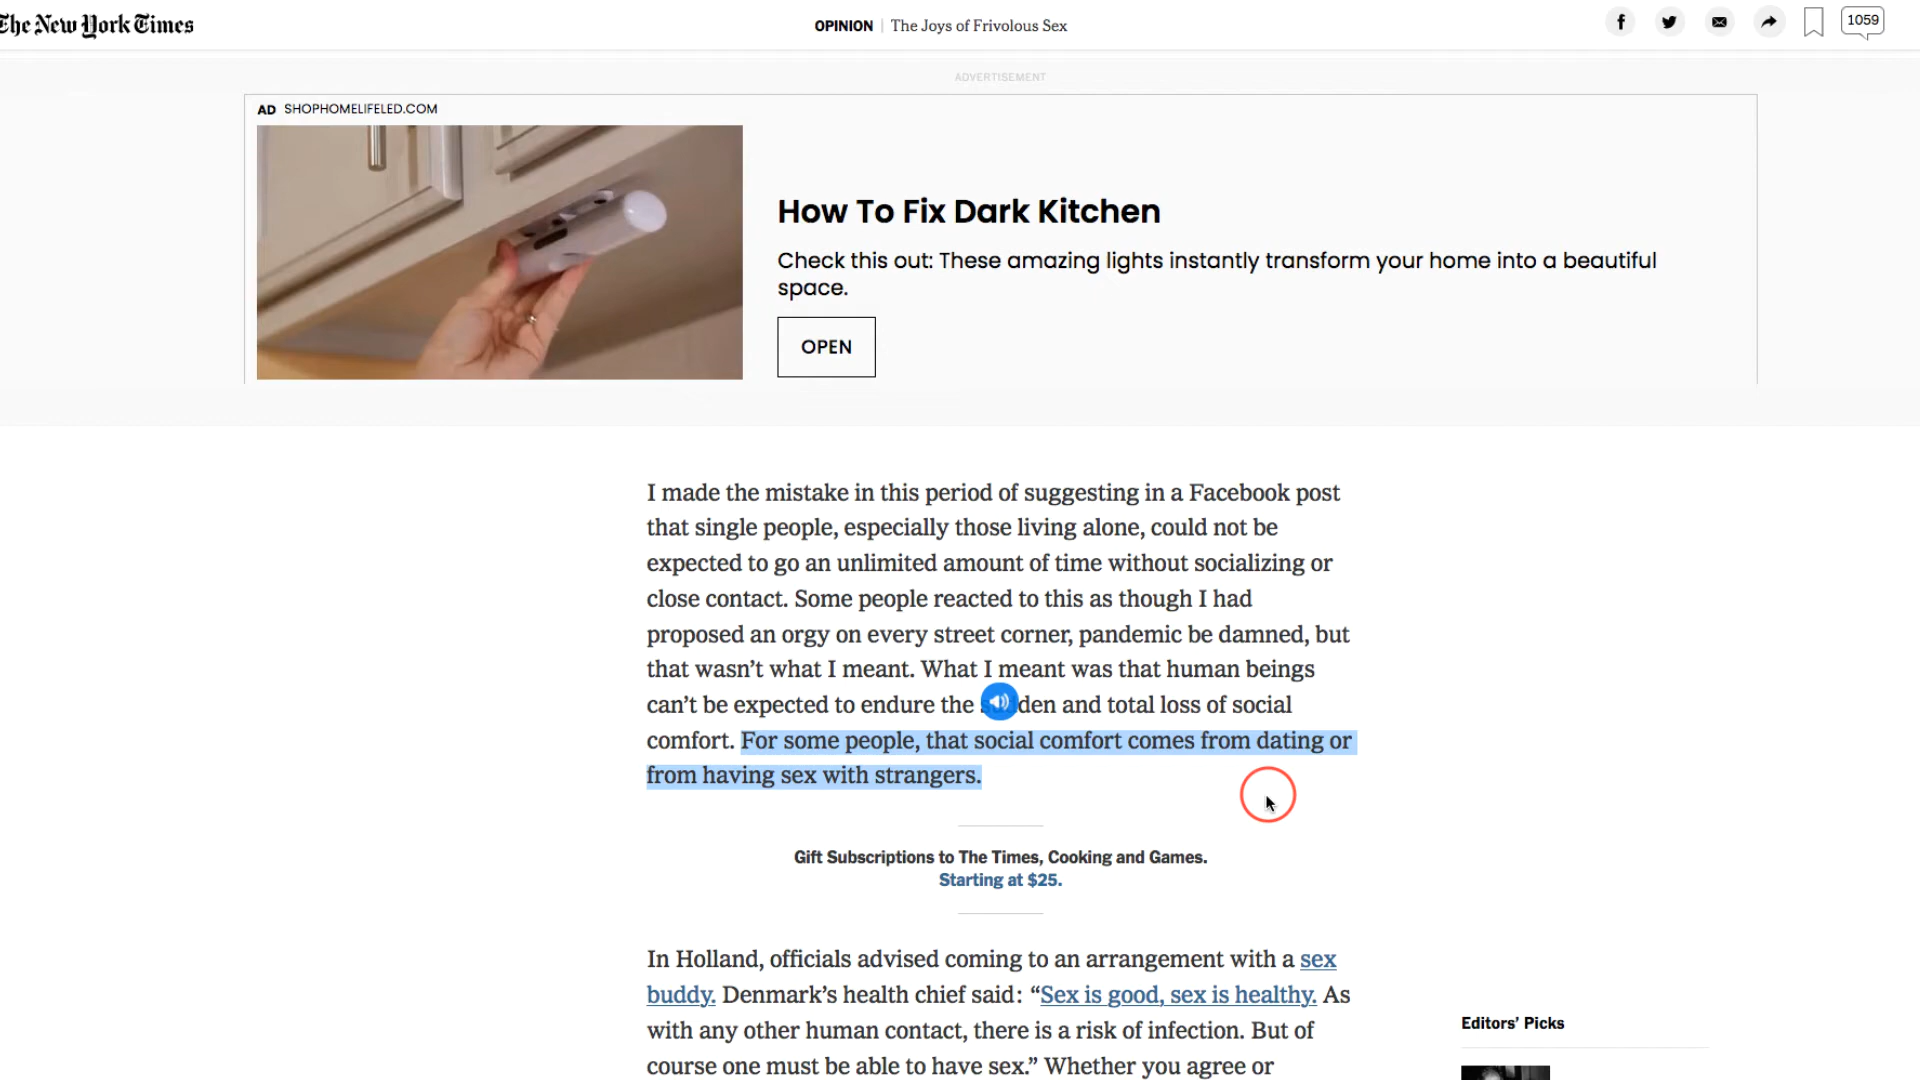 The New York Times
OPINION | The Joys of Frivolous Sex
1059
ADVERTISEMENT
AD SHOPHOMELIFELED.COM
How To Fix Dark Kitchen
Check this out: These amazing lights instantly transform your home into a beautiful
space.
OPEN
I made the mistake in this period of suggesting in a Facebook post
that single people, especially those living alone, could not be
expected to go an unlimited amount of time without socializing or
close contact. Some people reacted to this as though I had
proposed an orgy on every street corner, pandemic be damned, but
that wasn’t what I meant. What I meant was that human beings
can’t be expected to endure the sudden and total loss of social
comfort. For some people, that social comfort comes from dating or
from having sex with strangers.
Gift Subscriptions to The Times, Cooking and Games.
Starting at $25.
In Holland, officials advised coming to an arrangement with a sex
buddy. Denmark’s health chief said: “Sex is good, sex is healthy. As
with any other human contact, there is a risk of infection. But of
course one must be able to have sex.” Whether you agree or
Editors’ Picks